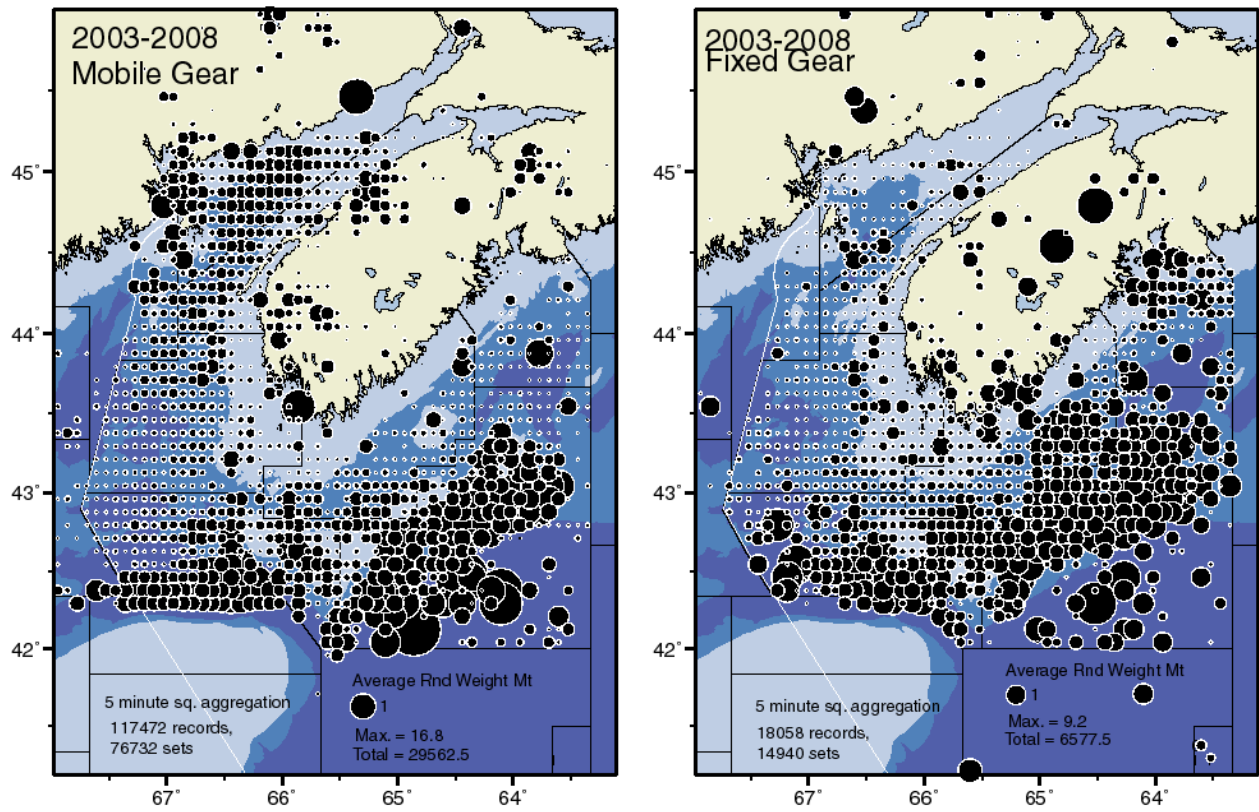 2003-2008
Mobile Gear
45°
44°
43°
42°
67°
66°
65°
64°
5 minute sq. aggregation
117472 records,
76732 sets
Average Rnd Weight Mt
1
Max. = 16.8
Total = 29562.5
2003-2008
Fixed Gear
45°
44°
43°
42°
67°
66°
65°
64°
5 minute sq. aggregation
18058 records,
14940 sets
Average Rnd Weight Mt
1
Max. = 9.2
Total = 6577.5